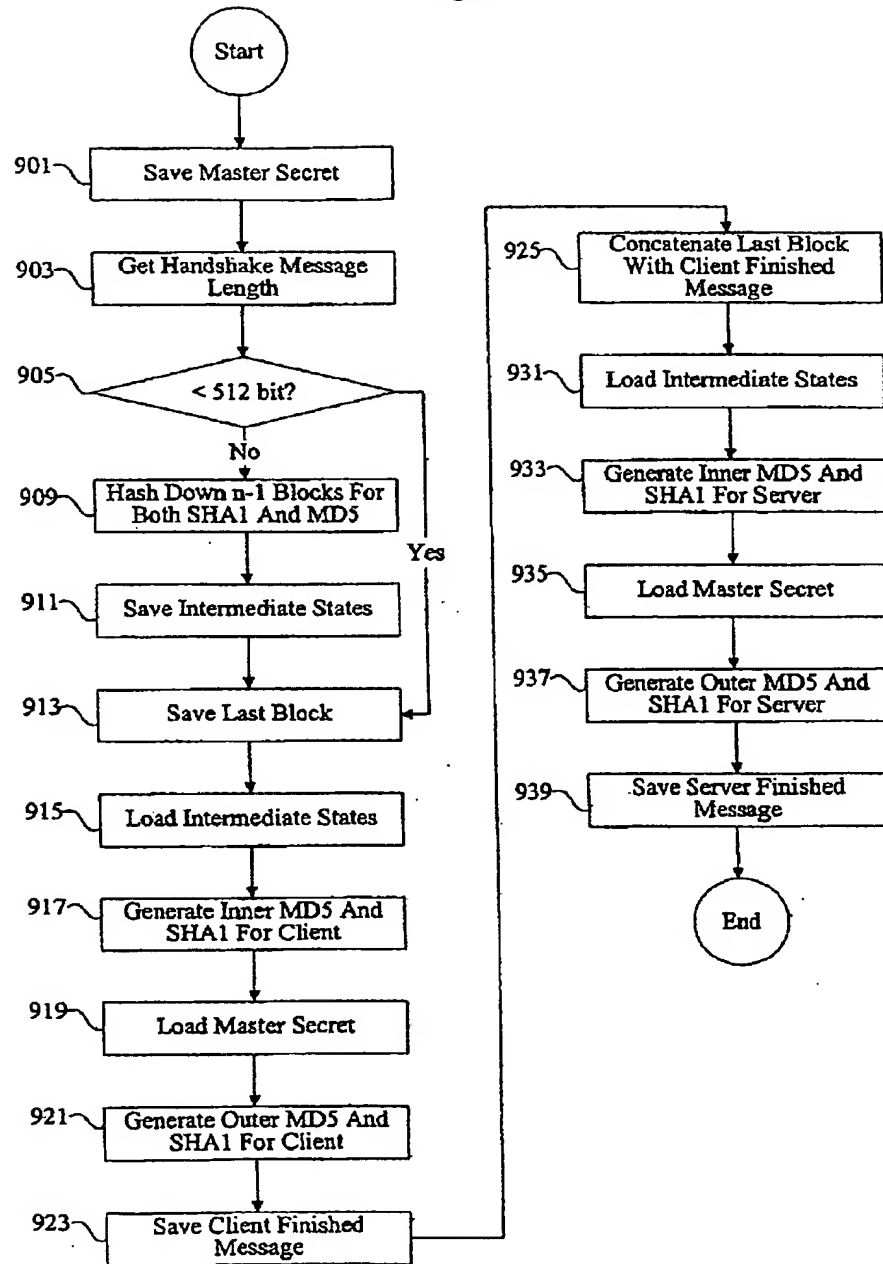 Start
901
Save Master Secret
903
Get Handshake Message
Length
905
< 512 bit?
No
Yes
909
Hash Down n-1 Blocks For
Both SHA1 And MD5
911
Save Intermediate States
913
Save Last Block
915
Load Intermediate States
917
Generate Inner MD5 And
SHA1 For Client
919
Load Master Secret
921
Generate Outer MD5 And
SHA1 For Client
923
Save Client Finished
Message
925
Concatenate Last Block
With Client Finished
Message
931
Load Intermediate States
933
Generate Inner MD5 And
SHA1 For Server
935
Load Master Secret
937
Generate Outer MD5 And
SHA1 For Server
939
Save Server Finished
Message
End